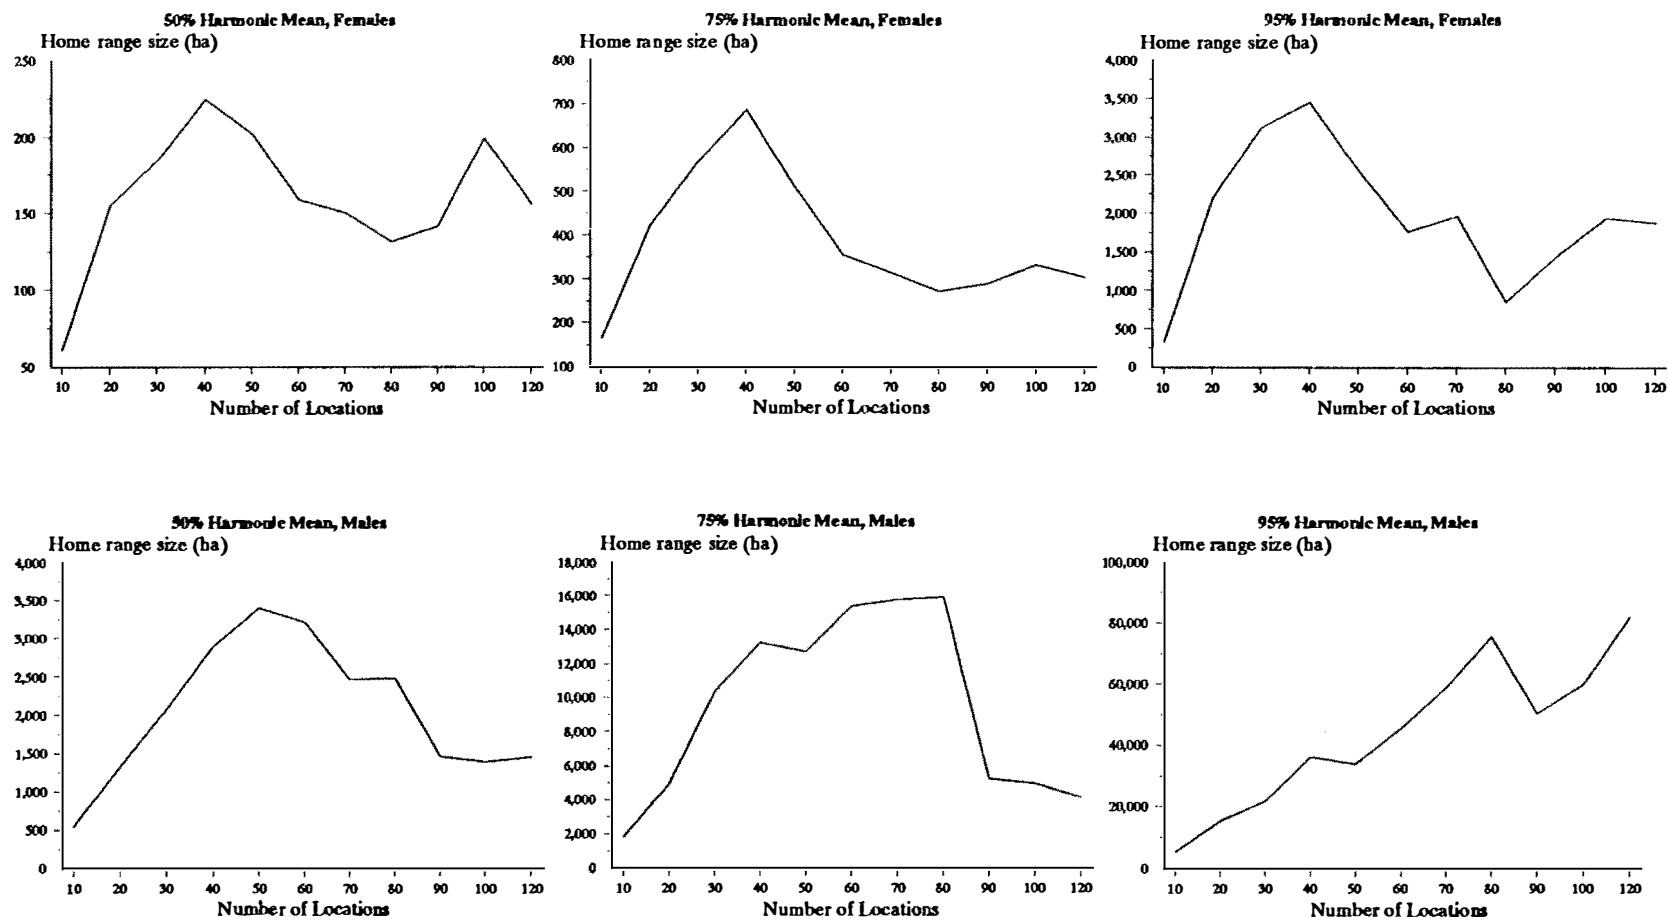 50% Harmonic Mean, Females
Home range size (ha)
250
200
150
100
50
10 20 30 40 50 60 70 80 90 100 120
Number of Locations
75% Harmonic Mean, Females
Home range size (ha)
800
700
600
500
400
300
200
100
10 20 30 40 50 60 70 80 90 100 120
Number of Locations
95% Harmonic Mean, Females
Home range size (ha)
4,000
3,500
3,000
2,500
2,000
1,500
1,000
500
0
10 20 30 40 50 60 70 80 90 100 120
Number of Locations
50% Harmonic Mean, Males
Home range size (ha)
4,000
3,500
3,000
2,500
2,000
1,500
1,000
500
0
10 20 30 40 50 60 70 80 90 100 120
Number of Locations
75% Harmonic Mean, Males
Home range size (ha)
18,000
16,000
14,000
12,000
10,000
8,000
6,000
4,000
2,000
0
10 20 30 40 50 60 70 80 90 100 120
Number of Locations
95% Harmonic Mean, Males
Home range size (ha)
100,000
80,000
60,000
40,000
20,000
0
10 20 30 40 50 60 70 80 90 100 120
Number of Locations